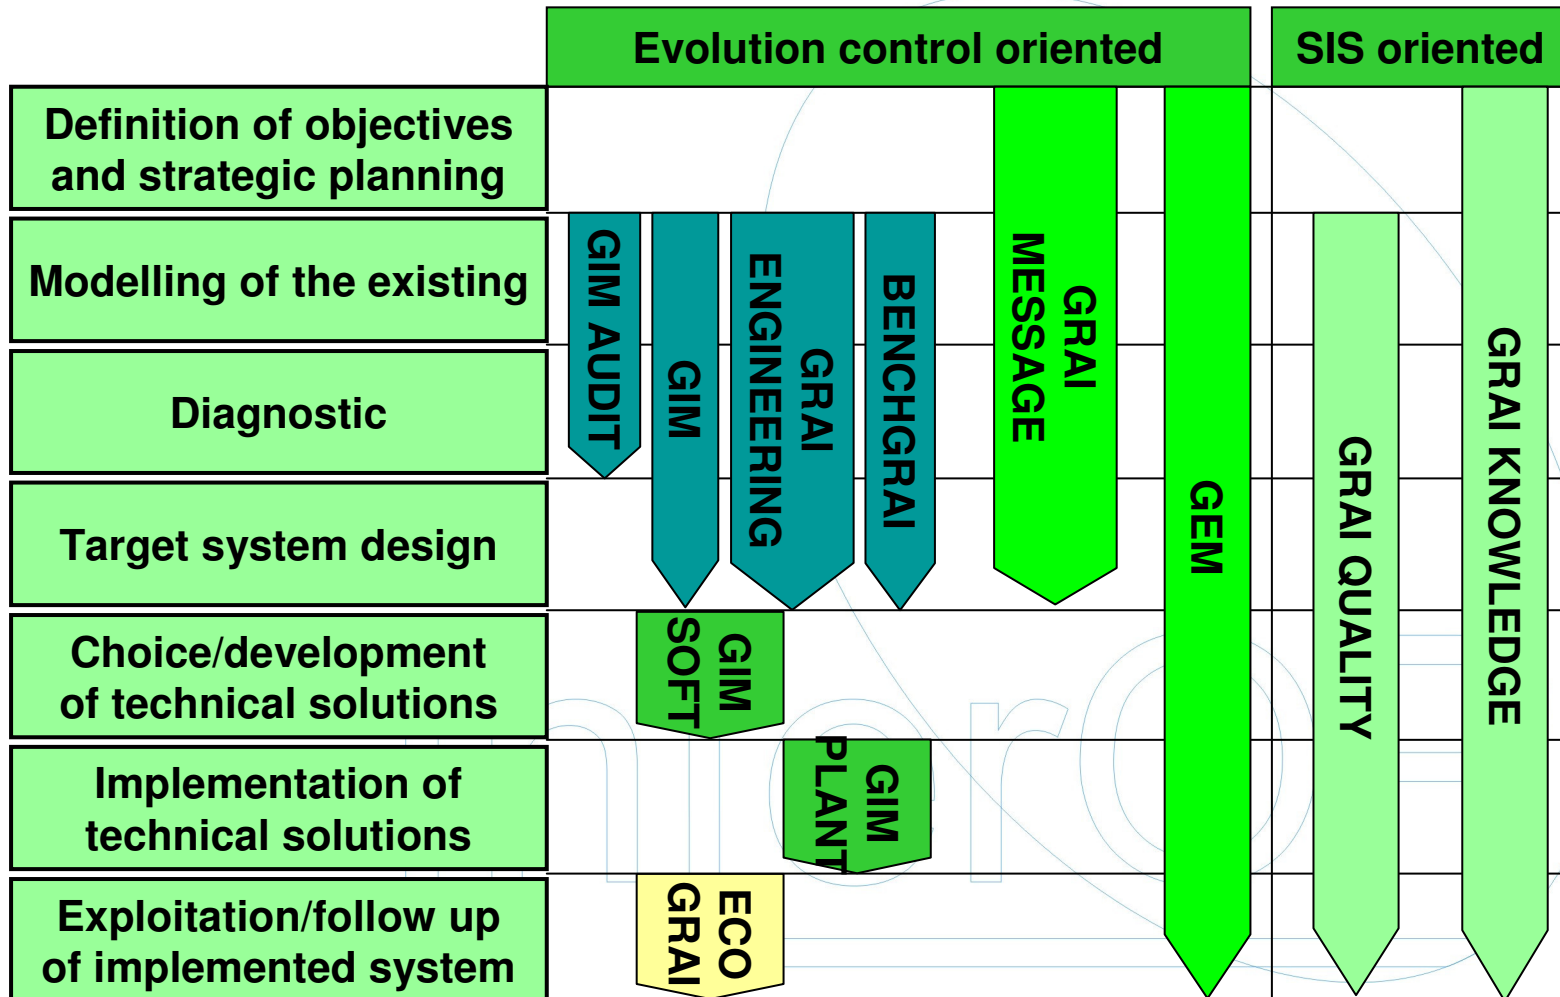 Evolution control oriented
SIS oriented
Definition of objectives
and strategic planning
Modelling of the existing
Diagnostic
Target system design
Choice/development
of technical solutions
Implementation of
technical solutions
Exploitation/follow up
of implemented system
GIM AUDIT
GIM
GRAI
ENGINEERING
BENCHGRAI
GRAI
MESSAGE
GEM
GRAI QUALITY
GRAI KNOWLEDGE
GIM
SOFT
GIM
PLANT
ECO
GRAI